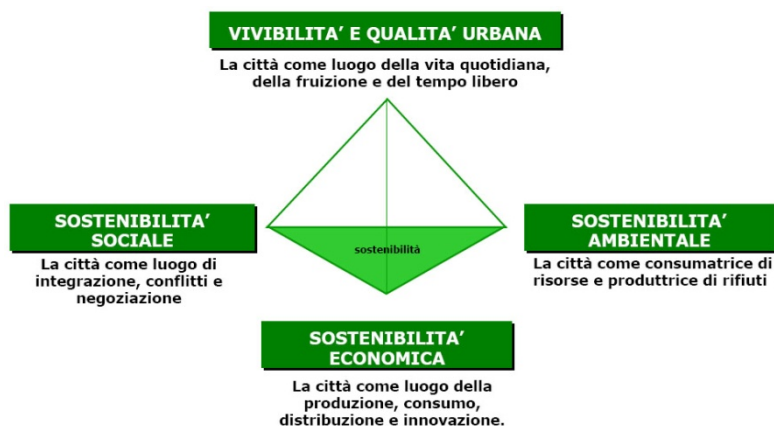 VIVIBILITA’ E QUALITA’ URBANA
La città come luogo della vita quotidiana,
della fruizione e del tempo libero
SOSTENIBILITA’
SOCIALE
La città come luogo di
integrazione, conflitti e
negoziazione
sostenibilità
SOSTENIBILITA’
AMBIENTALE
La città come consumatrice di
risorse e produttrice di rifiuti
SOSTENIBILITA’
ECONOMICA
La città come luogo della
produzione, consumo,
distribuzione e innovazione.